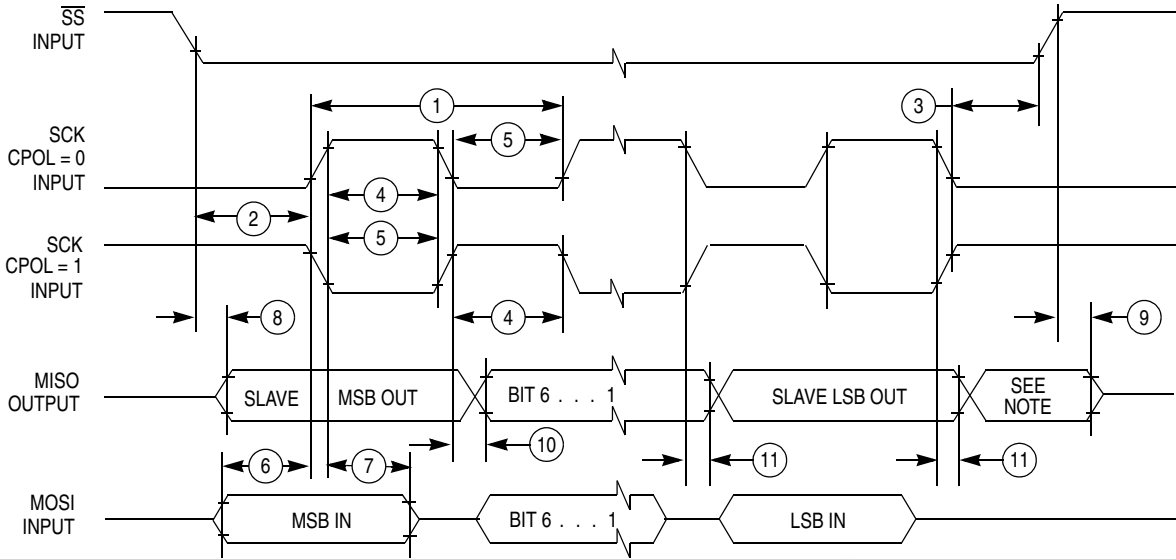 SS
INPUT
1
3
SCK
CPOL = 0
INPUT
5
4
2
SCK
CPOL = 1
INPUT
5
4
8
9
MISO
OUTPUT
SLAVE MSB OUT
BIT 6 . . . 1
SLAVE LSB OUT
SEE
NOTE
10
11
11
6
7
MOSI
INPUT
MSB IN
BIT 6 . . . 1
LSB IN